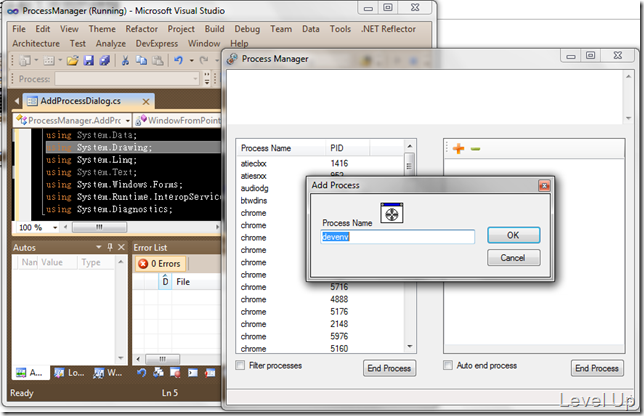 ProcessManager (Running) - Microsoft Visual Studio
File Edit View Theme Refactor Project Build Debug Team Data Tools .NET Reflector
Architecture Test Analyze DevExpress Window Help
Process:
AddProcessDialog.cs
ProcessManager.AddPrc
WindowFromPoint
using System.Data;
using System.Drawing;
using System.Linq;
using System.Text;
using System.Windows.Forms;
using System.Runtime.InteropService
using System.Diagnostics;
100 %
Autos
Nan Value Type
Error List
0 Errors
D File
A...
Lo...
W...
Ready Ln 5
Process Manager
Process Name PID
atieclxx 1416
atiesrxx 952
audiodg
btwdins
chrome
chrome
chrome
chrome
chrome
chrome 5716
chrome 4888
chrome 5176
chrome 2148
chrome 5976
chrome 5160
Filter processes
End Process
Auto end process
End Process
Add Process
Process Name
devenv
OK
Cancel
Level Up